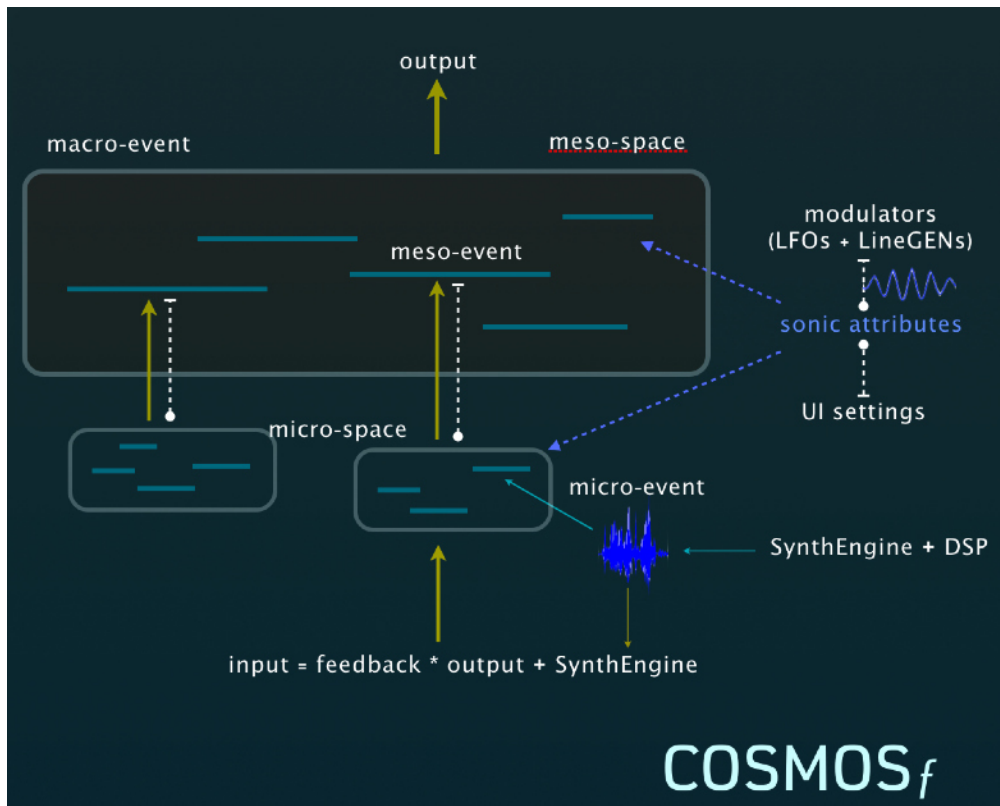 output
macro-event
meso-space
modulators
(LFOs + LineGENs)
meso-event
sonic attributes
UI settings
micro-space
micro-event
SynthEngine + DSP
input = feedback * output + SynthEngine
COSMOSf